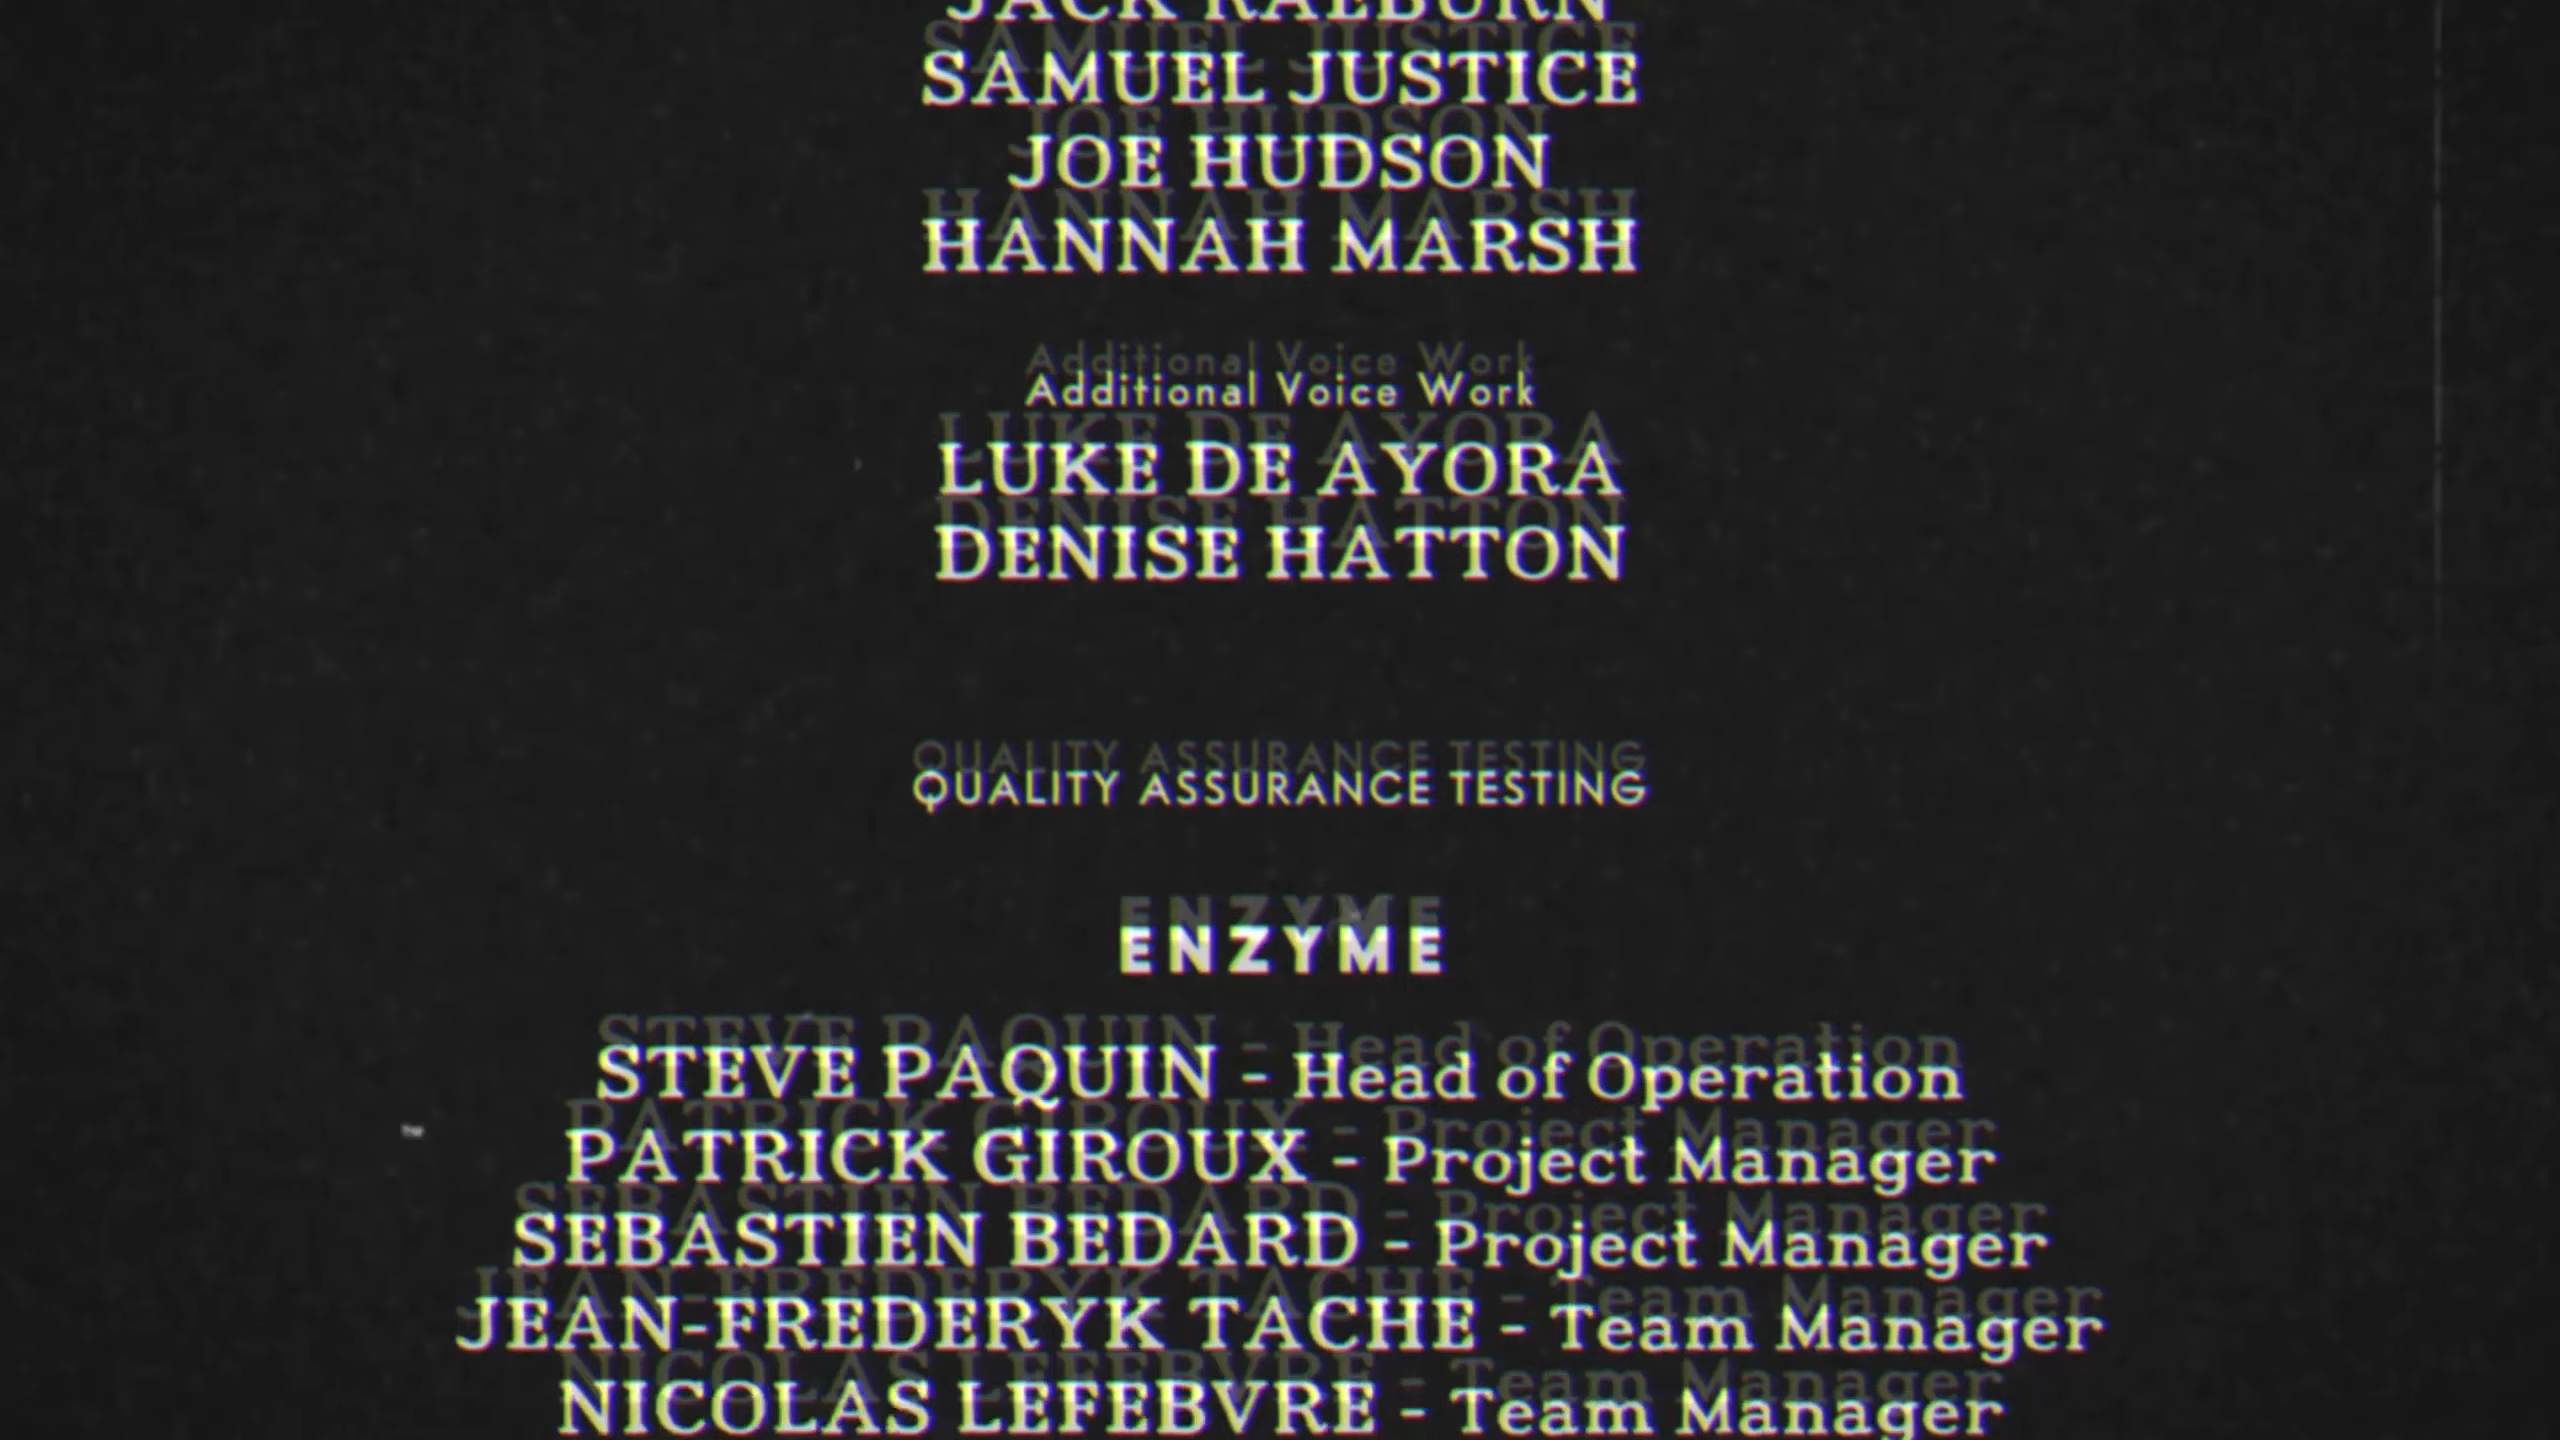 JACK RAEBURN
SAMUEL JUSTICE
JOE HUDSON
HANNAH MARSH
Additional Voice Work
LUKE DE AYORA
DENISE HATTON
QUALITY ASSURANCE TESTING
ENZYME
STEVE PAQUIN - Head of Operation
PATRICK GIROUX - Project Manager
SEBASTIEN BEDARD - Project Manager
JEAN-FREDERYK TACHE - Team Manager
NICOLAS LEFEBVRE - Team Manager